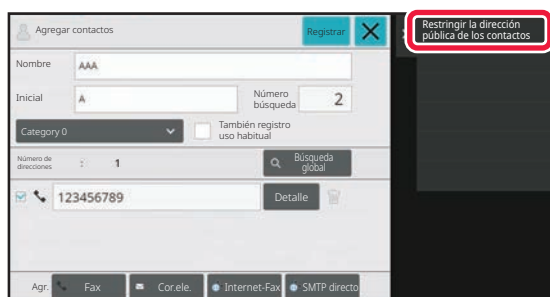 Agregar contactos
Registrar
Restringir la dirección
pública de los contactos
Nombre
AAA
Inicial
A
Número
búsqueda
2
Category 0
También registro
uso habitual
Número de
direcciones
:
1
Búsqueda
global
123456789
Detalle
Agr.
Fax
Cor.ele.
Internet-Fax
SMTP directo